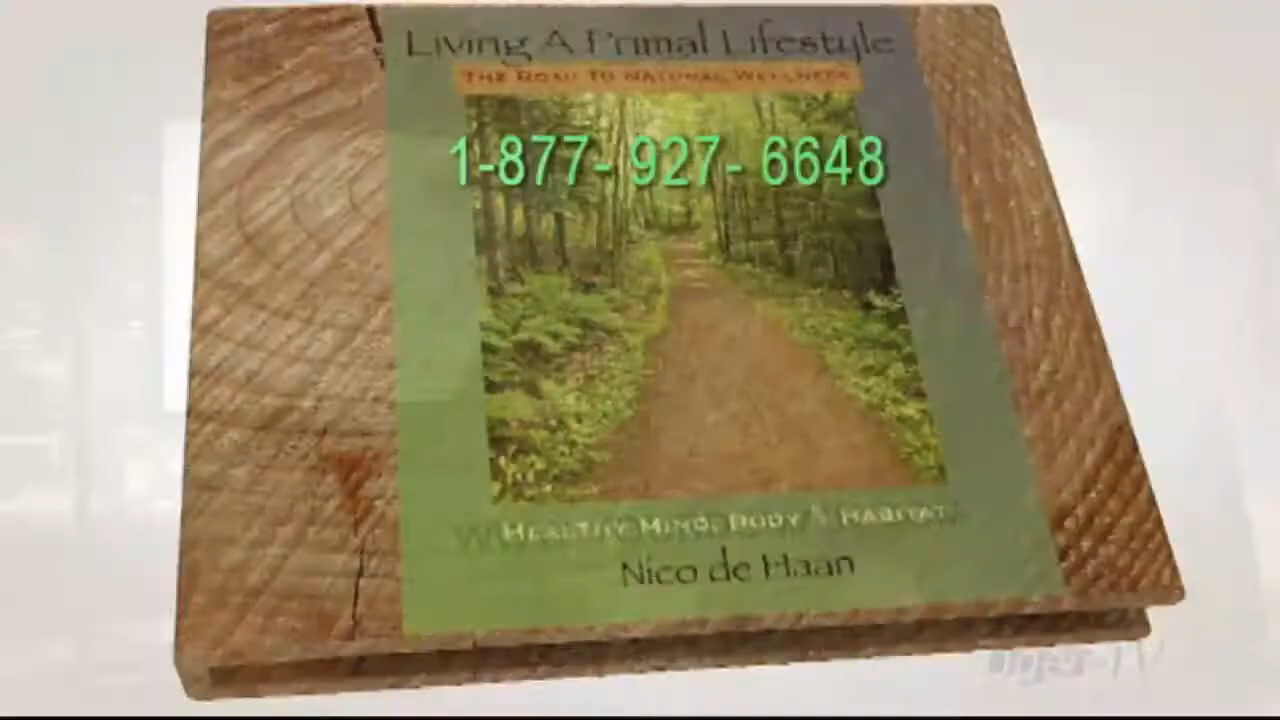 Living A Primal Lifestyle
THE ROAD TO NATURAL WELLNESS
1-877- 927- 6648
HEALTHY MIND, BODY & HABITAT
Nico de Haan